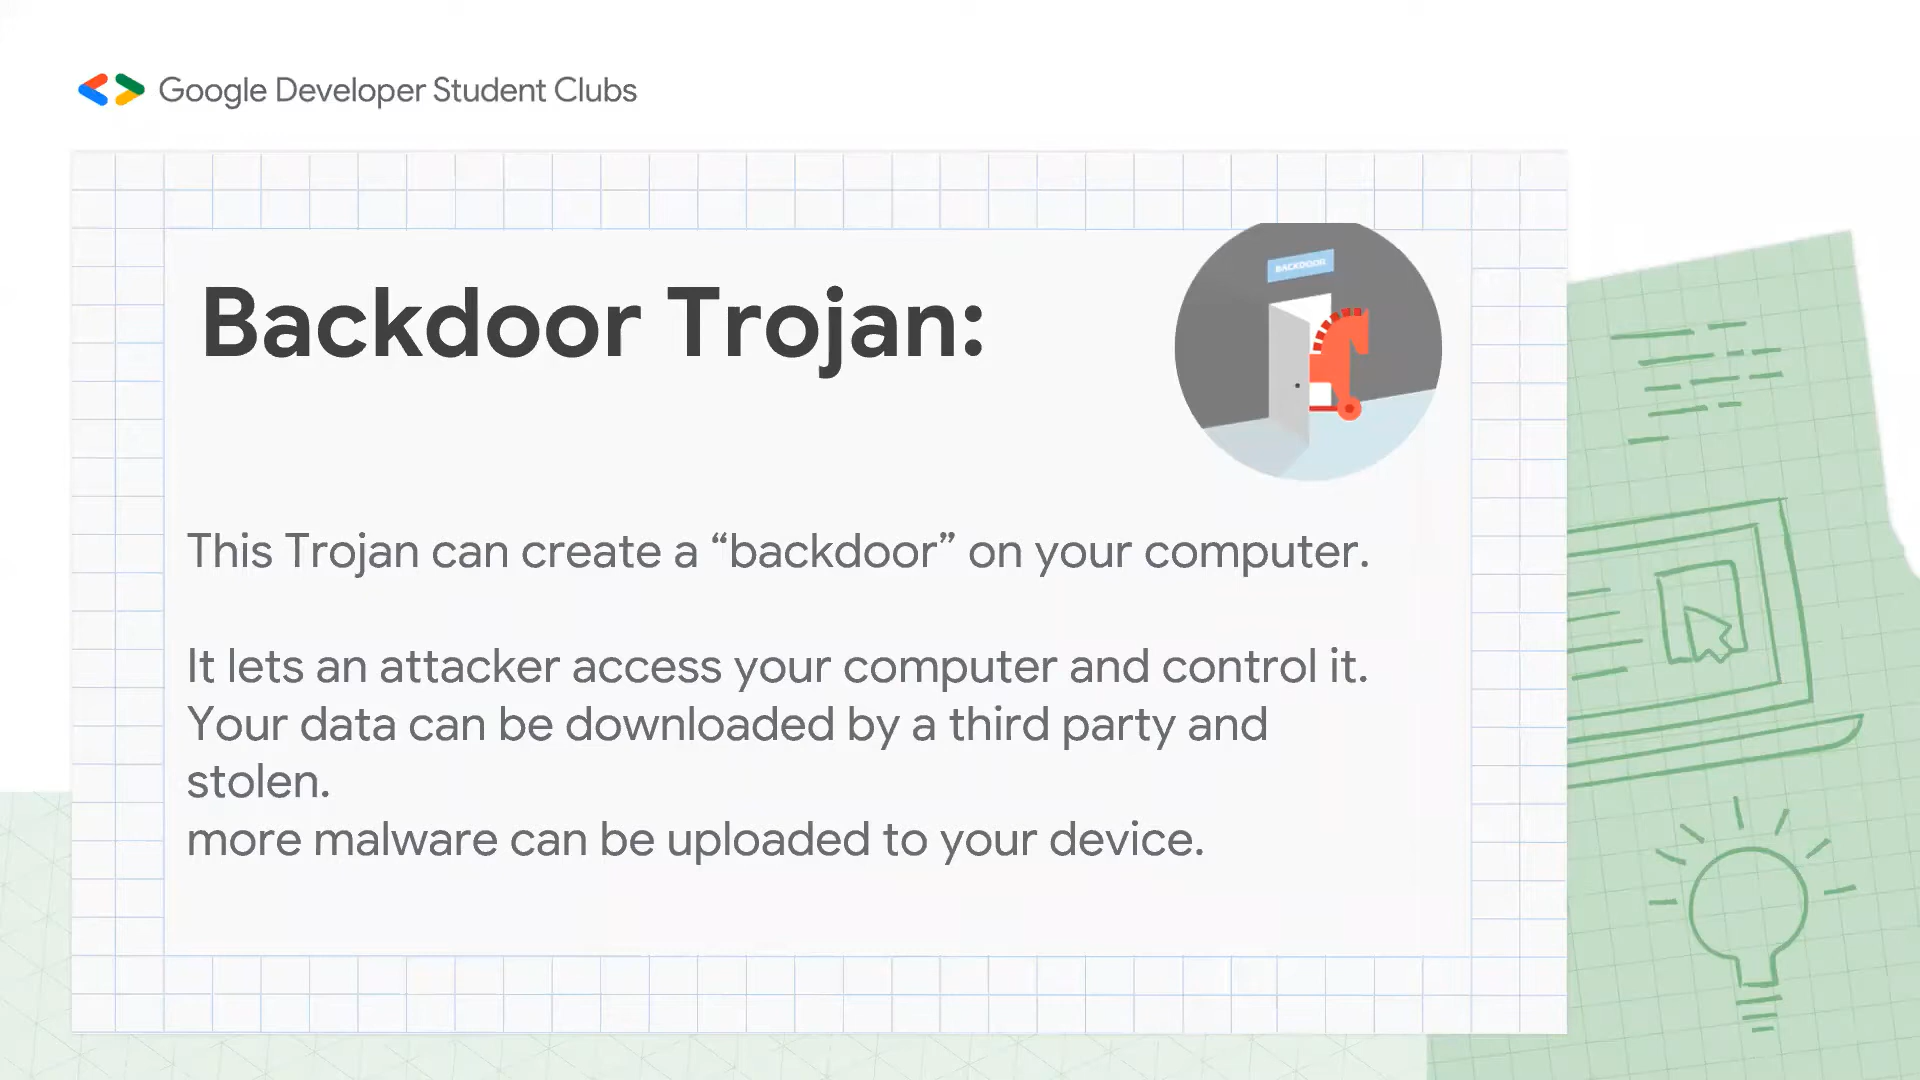 Google Developer Student Clubs
BACKDOOR
Backdoor Trojan:
This Trojan can create a “backdoor” on your computer.
It lets an attacker access your computer and control it.
Your data can be downloaded by a third party and
stolen.
more malware can be uploaded to your device.